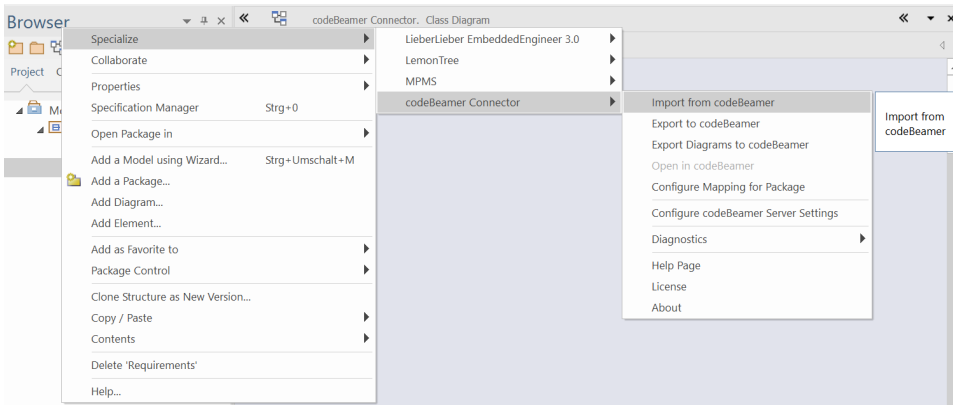 Browser
codeBeamer Connector. Class Diagram
Project
Specialize
Collaborate
Properties
Specification Manager Strg+0
Open Package in
Add a Model using Wizard... Strg+Umschalt+M
Add a Package...
Add Diagram...
Add Element...
Add as Favorite to
Package Control
Clone Structure as New Version...
Copy / Paste
Contents
Delete 'Requirements'
Help...
LieberLieber EmbeddedEngineer 3.0
LemonTree
MPMS
codeBeamer Connector
Import from codeBeamer
Export to codeBeamer
Export Diagrams to codeBeamer
Open in codeBeamer
Configure Mapping for Package
Configure codeBeamer Server Settings
Diagnostics
Help Page
License
About
Import from
codeBeamer